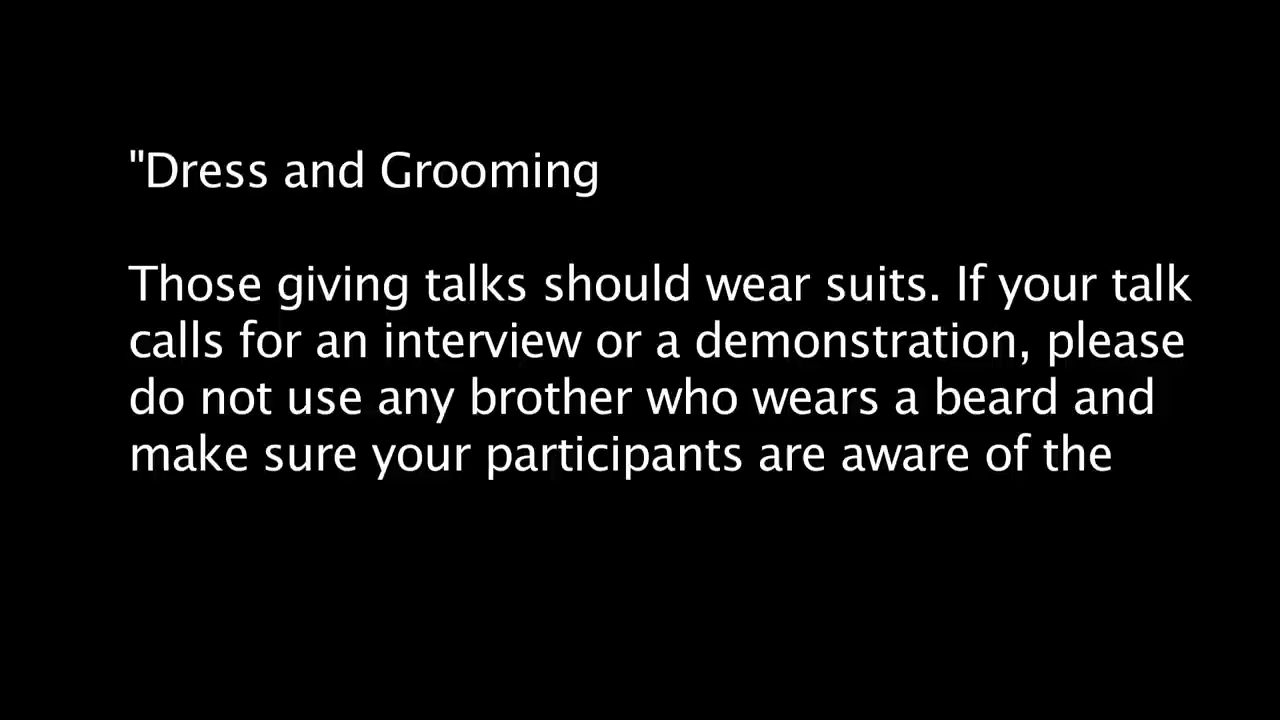 "Dress and Grooming
Those giving talks should wear suits. If your talk
calls for an interview or a demonstration, please
do not use any brother who wears a beard and
make sure your participants are aware of the